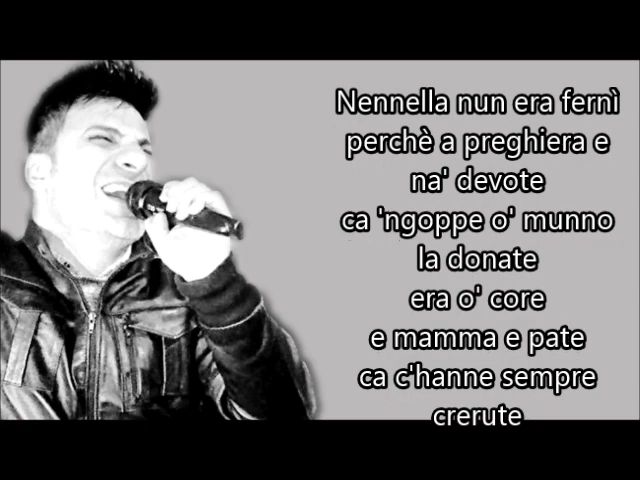 Nennella nun era fernì
perchè a preghiera e
na' devote
ca 'ngoppe o' munno
la donate
era o' core
e mamma e pate
ca c'hanne sempre
crerute